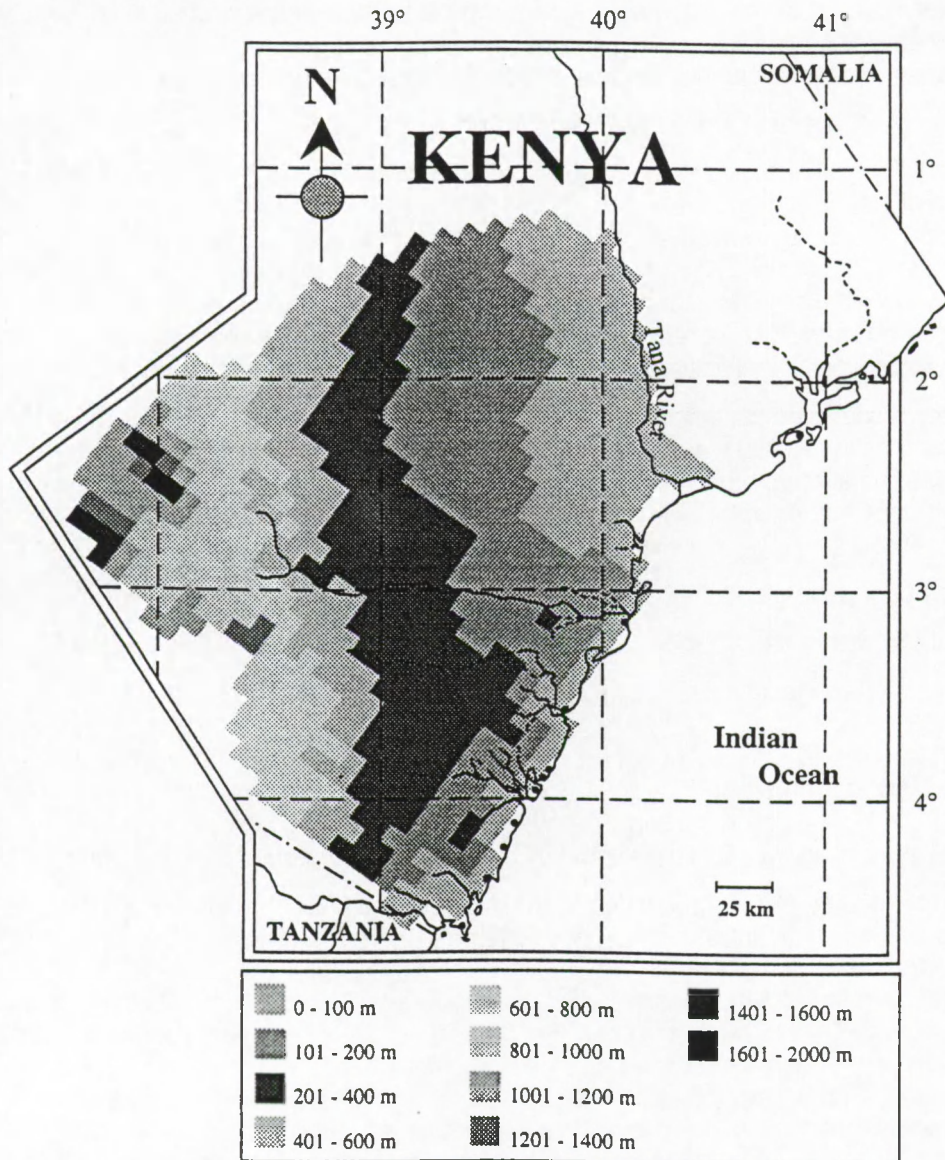 39° 40° 41°
SOMALIA
N
KENYA
1°
Tana River
2°
3°
Indian
Ocean
4°
25 km
TANZANIA
0 - 100 m
101 - 200 m
201 - 400 m
401 - 600 m
601 - 800 m
801 - 1000 m
1001 - 1200 m
1201 - 1400 m
1401 - 1600 m
1601 - 2000 m